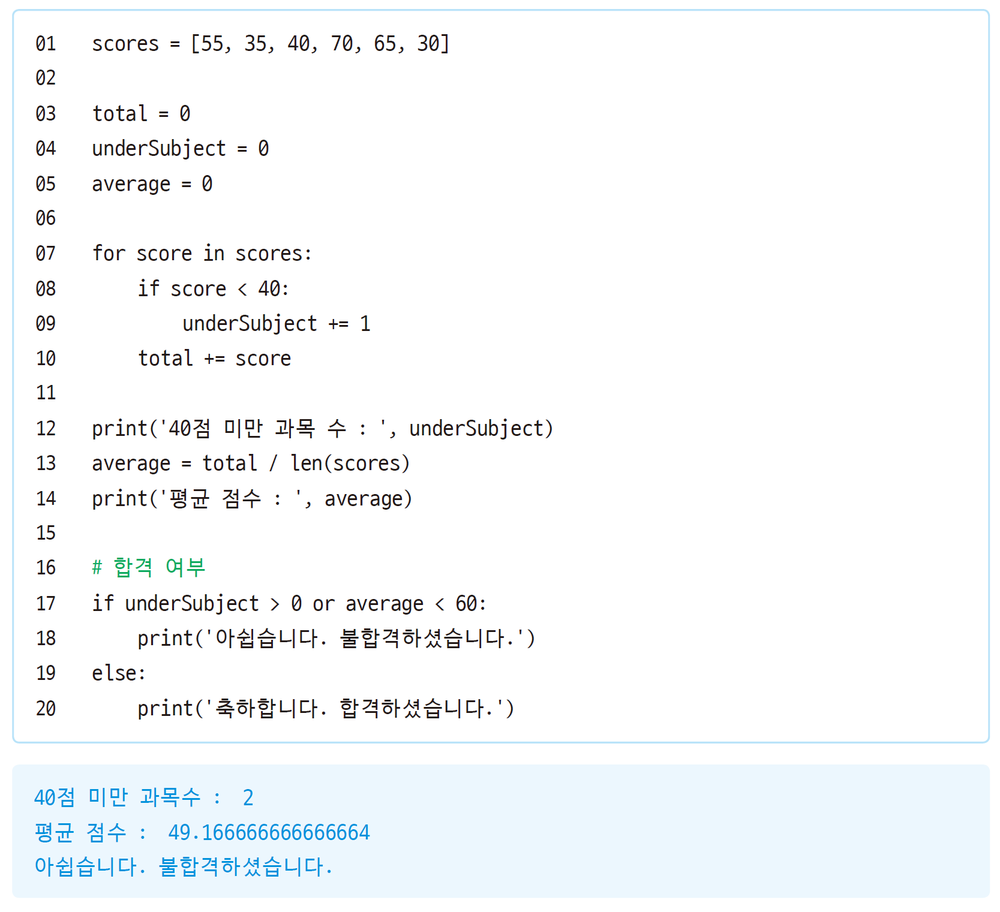 01 scores = [55, 35, 40, 70, 65, 30]
02
03 total = 0
04 underSubject = 0
05 average = 0
06
07 for score in scores:
08     if score < 40:
09         underSubject += 1
10     total += score
11
12 print('40점 미만 과목 수 : ', underSubject)
13 average = total / len(scores)
14 print('평균 점수 : ', average)
15
16 # 합격 여부
17 if underSubject > 0 or average < 60:
18     print('아쉽습니다. 불합격하셨습니다.')
19 else:
20     print('축하합니다. 합격하셨습니다.')
40점 미만 과목수 :  2
평균 점수 :  49.166666666666664
아쉽습니다. 불합격하셨습니다.